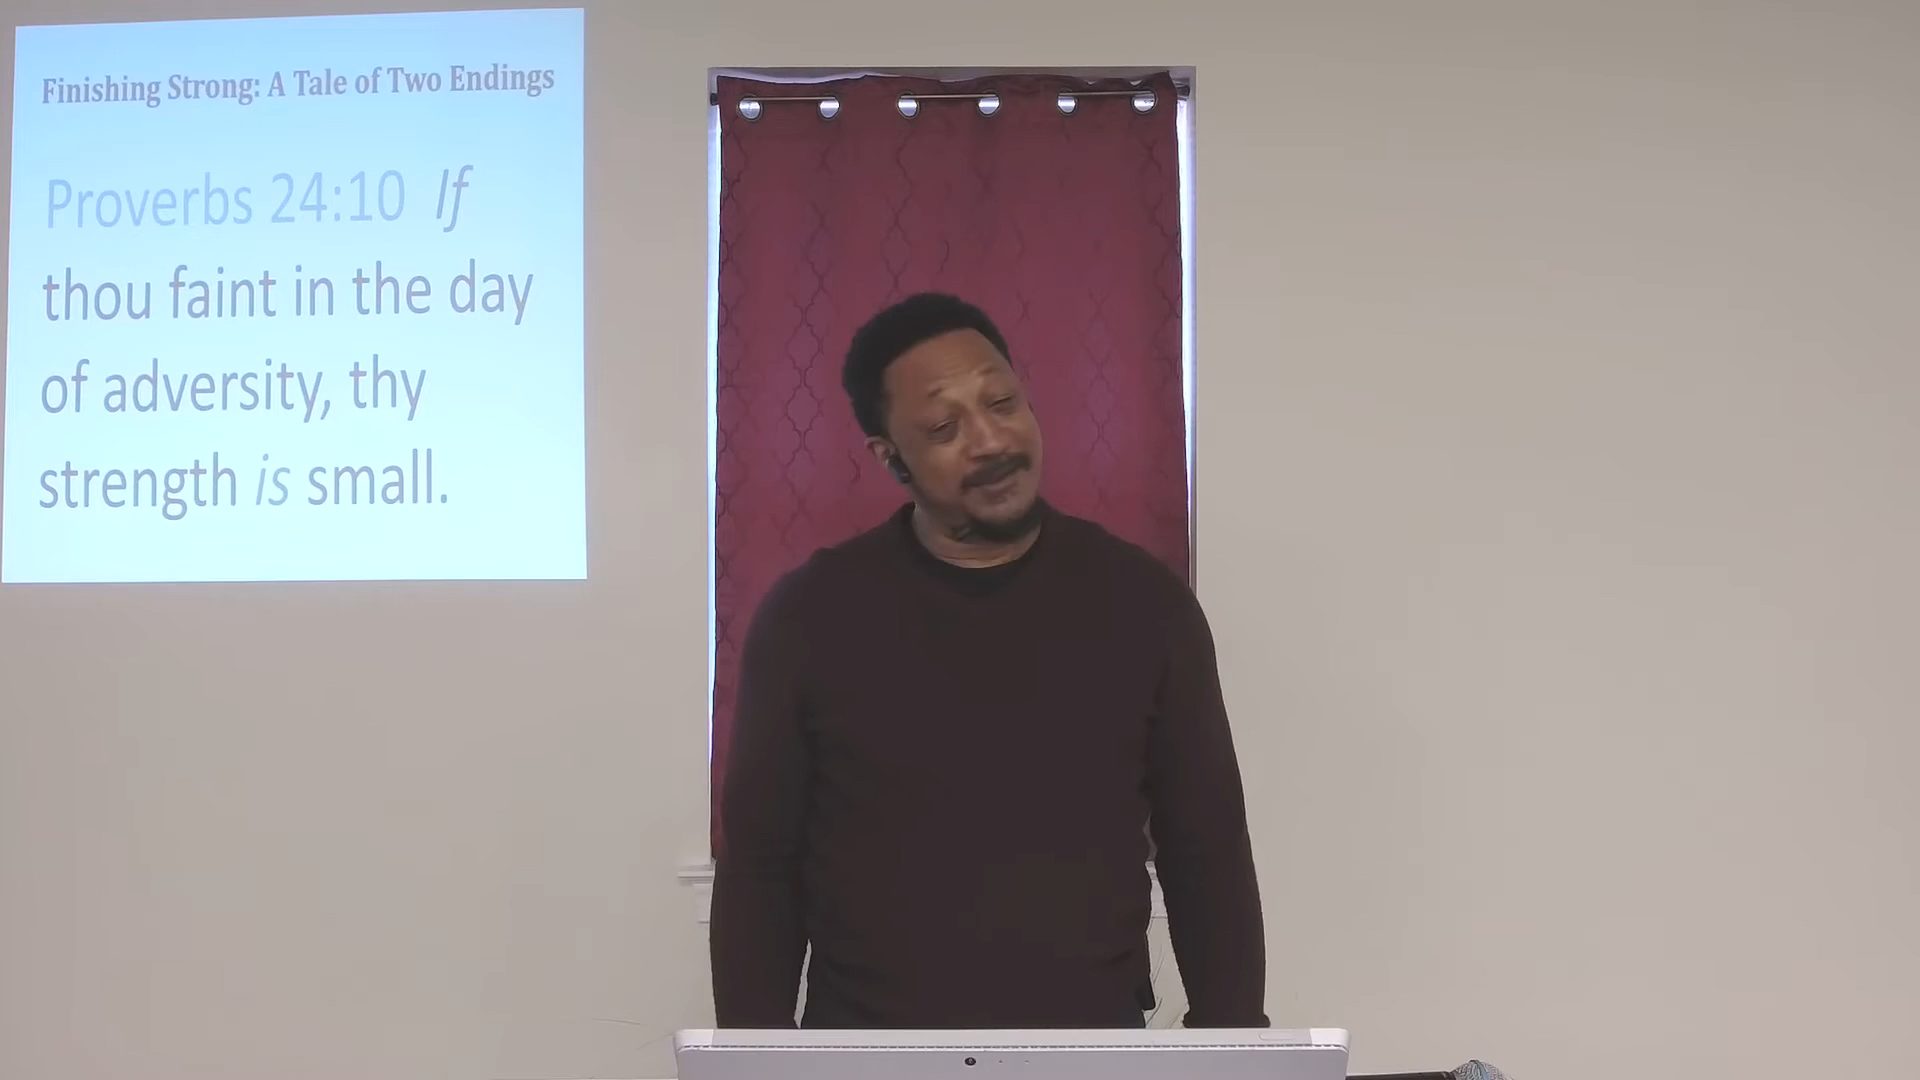 Finishing Strong: A Tale of Two Endings
Proverbs 24:10 If
thou faint in the day
of adversity, thy
strength is small.